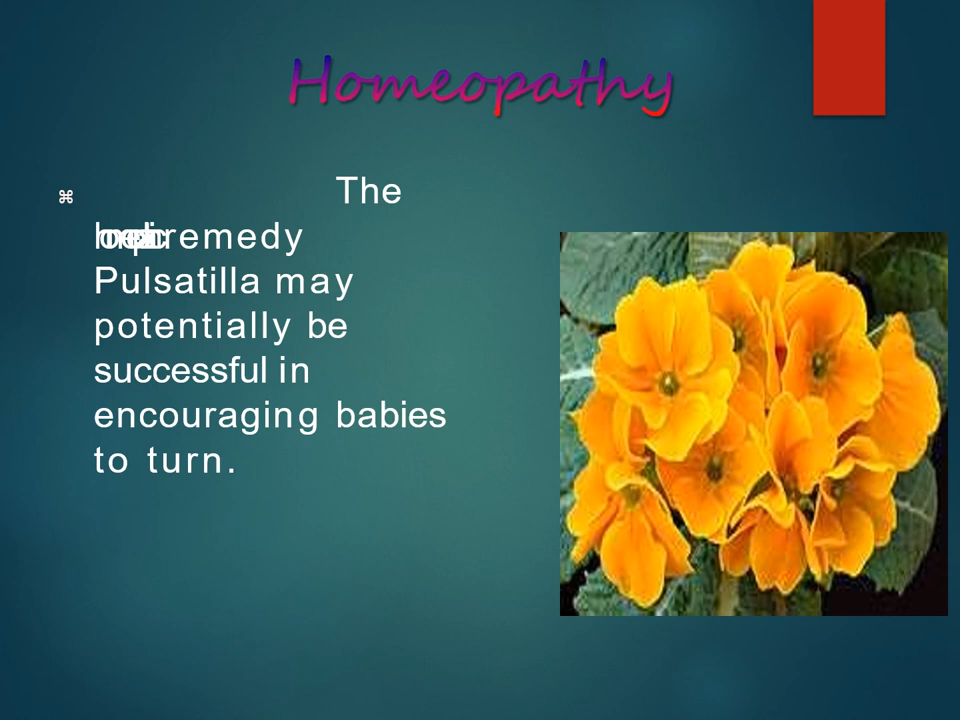 Homeopathy
⌘ The
remedy
Pulsatilla may
potentially be
successful in
encouraging babies
to turn.